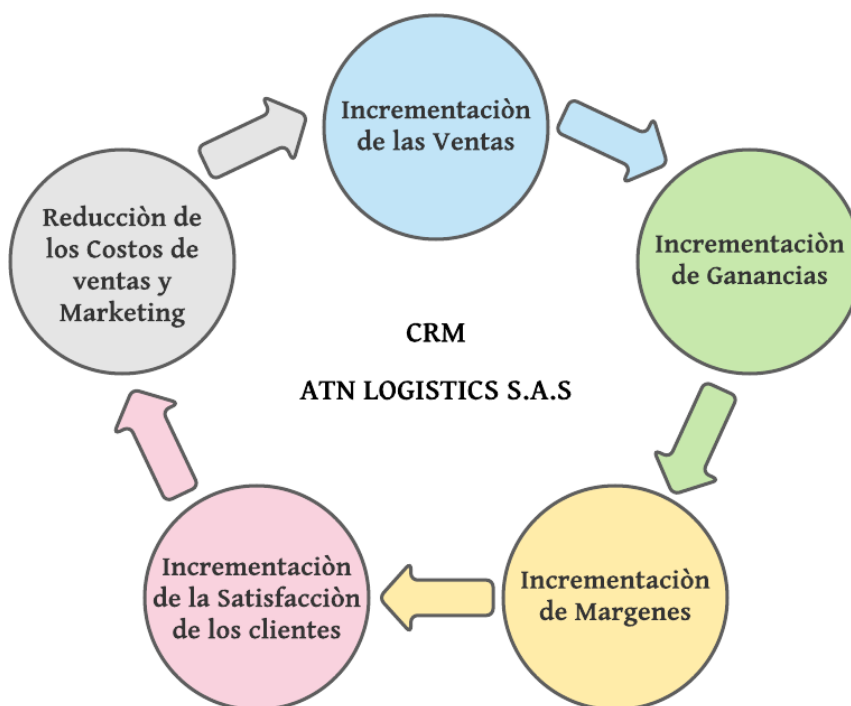 Incrementaciòn
de las Ventas
Incrementaciòn
de Ganancias
Incrementaciòn
de Margenes
Incrementaciòn
de la Satisfacciòn
de los clientes
Reducciòn de
los Costos de
ventas y
Marketing
CRM
ATN LOGISTICS S.A.S